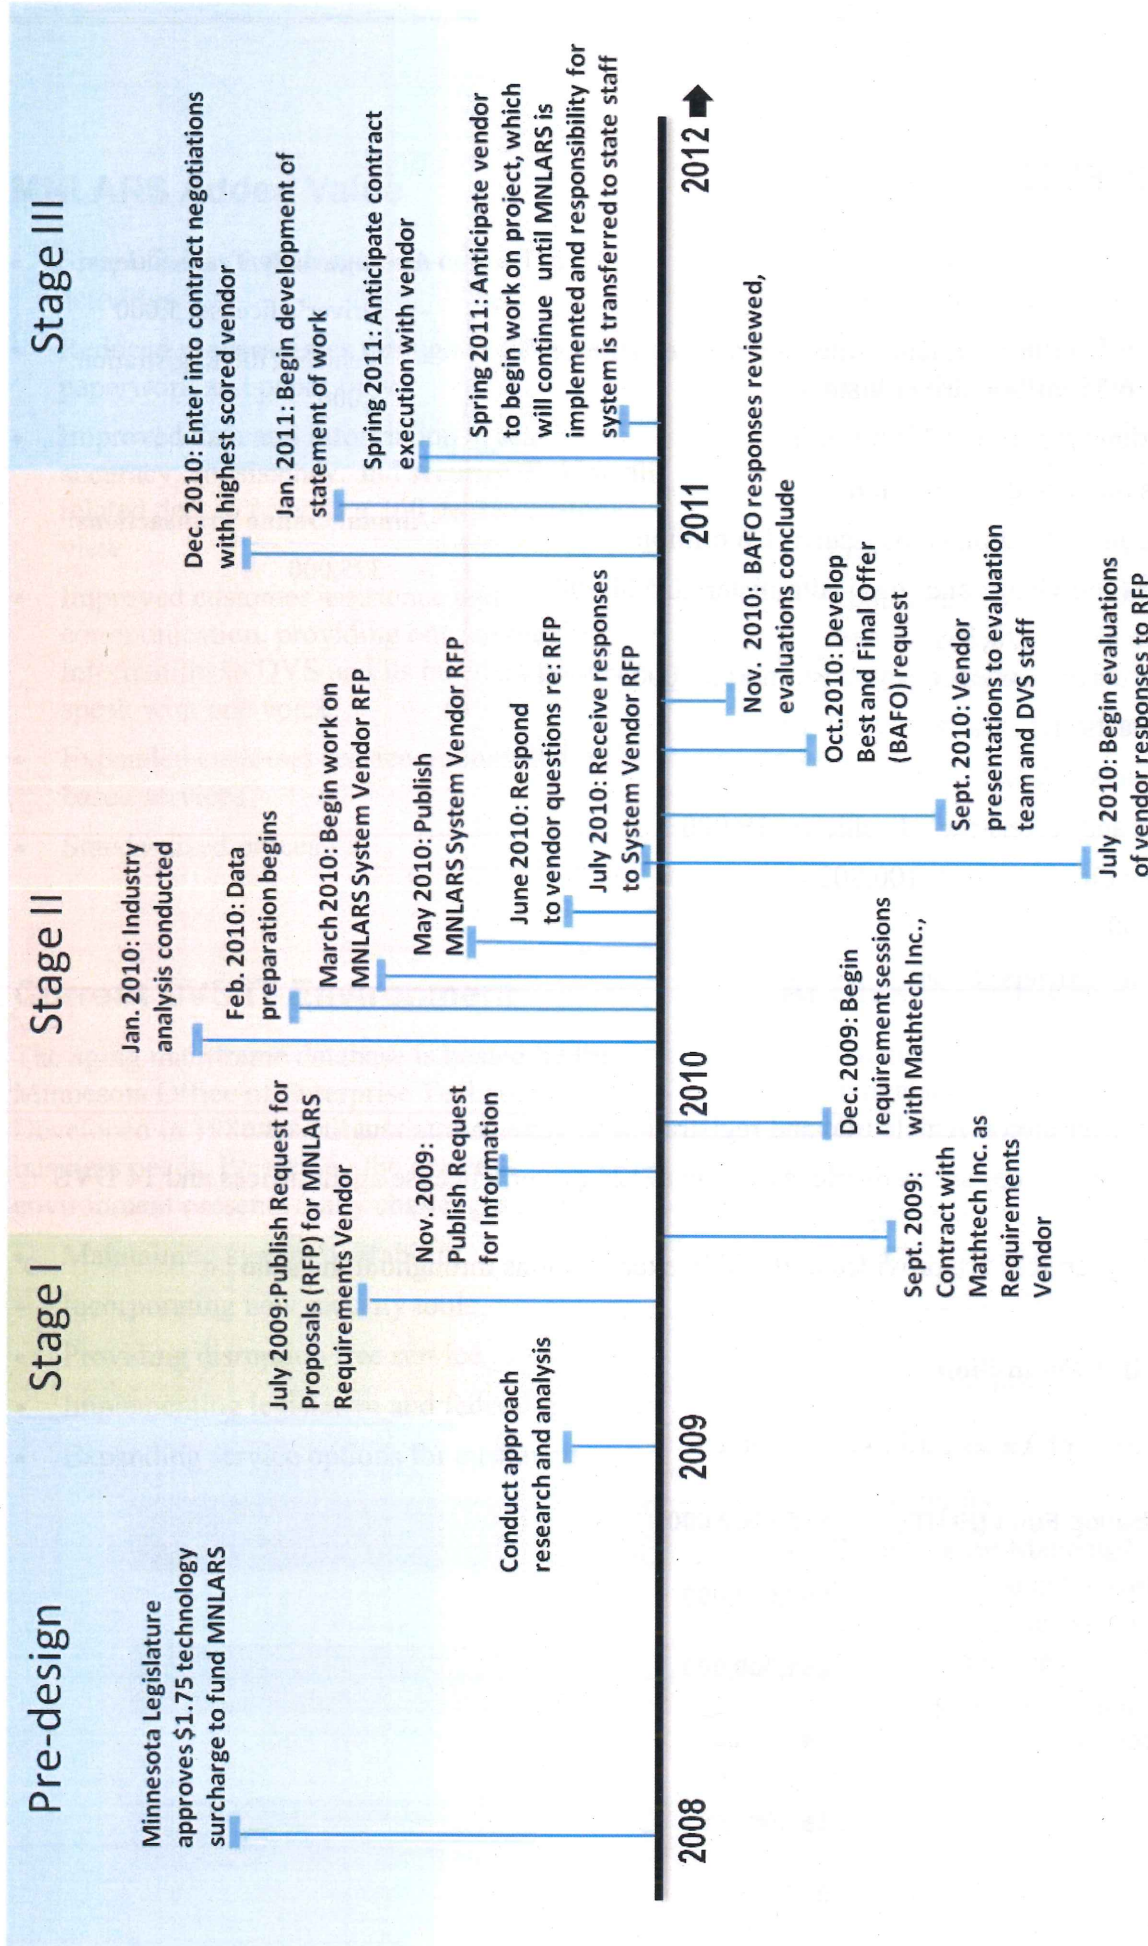 Pre-design
Stage I
Stage II
Stage III
Minnesota Legislature
approves $1.75 technology
surcharge to fund MNLARS
Conduct approach
research and analysis
July 2009: Publish Request for
Proposals (RFP) for MNLARS
Requirements Vendor
Nov. 2009:
Publish Request
for Information
Jan. 2010: Industry
analysis conducted
Feb. 2010: Data
preparation begins
March 2010: Begin work on
MNLARS System Vendor RFP
May 2010: Publish
MNLARS System Vendor RFP
June 2010: Respond
to vendor questions re: RFP
July 2010: Receive responses
to System Vendor RFP
Dec. 2010: Enter into contract negotiations
with highest scored vendor
Jan. 2011: Begin development of
statement of work
Spring 2011: Anticipate contract
execution with vendor
Spring 2011: Anticipate vendor
to begin work on project, which
will continue until MNLARS is
implemented and responsibility for
system is transferred to state staff
2008
2009
2010
2011
2012
Sept. 2009:
Contract with
Mathtech Inc. as
Requirements
Vendor
Dec. 2009: Begin
requirement sessions
with Mathtech Inc.,
July 2010: Begin evaluations
of vendor responses to RFP
Sept. 2010: Vendor
presentations to evaluation
team and DVS staff
Oct.2010: Develop
Best and Final Offer
(BAFO) request
Nov. 2010: BAFO responses reviewed,
evaluations conclude